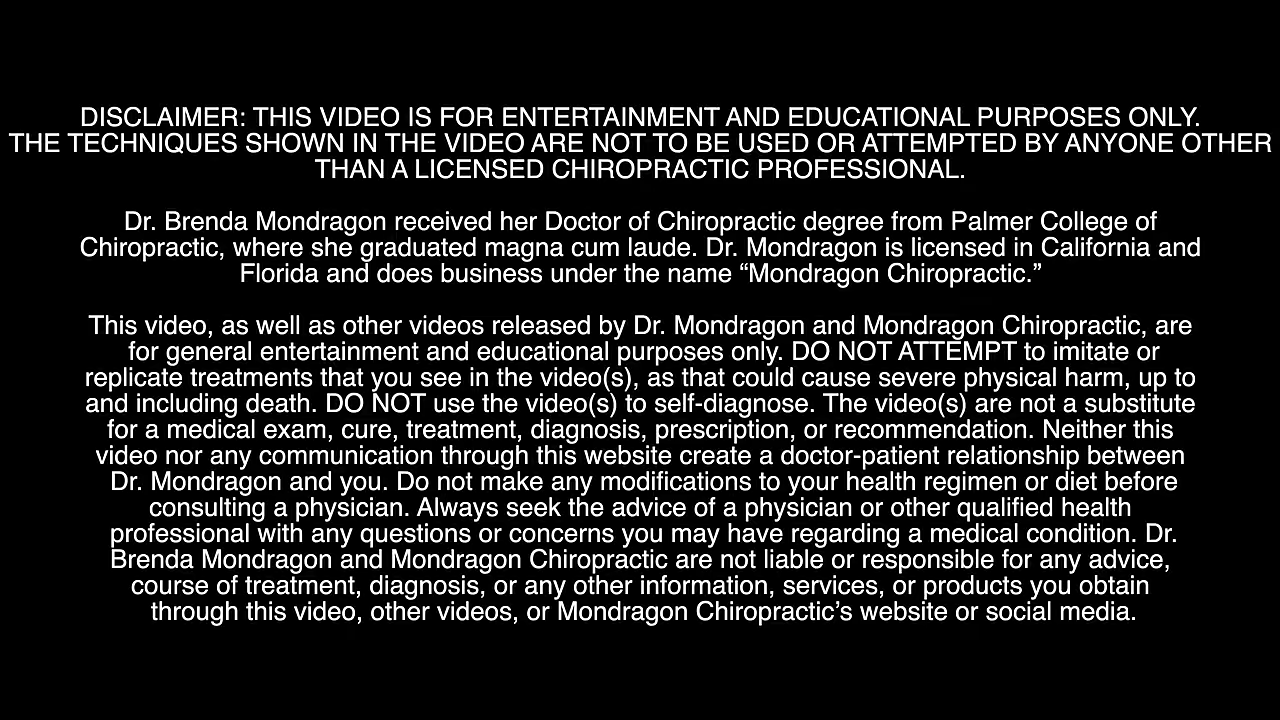 DISCLAIMER: THIS VIDEO IS FOR ENTERTAINMENT AND EDUCATIONAL PURPOSES ONLY.
THE TECHNIQUES SHOWN IN THE VIDEO ARE NOT TO BE USED OR ATTEMPTED BY ANYONE OTHER
THAN A LICENSED CHIROPRACTIC PROFESSIONAL.
Dr. Brenda Mondragon received her Doctor of Chiropractic degree from Palmer College of
Chiropractic, where she graduated magna cum laude. Dr. Mondragon is licensed in California and
Florida and does business under the name “Mondragon Chiropractic.”
This video, as well as other videos released by Dr. Mondragon and Mondragon Chiropractic, are
for general entertainment and educational purposes only. DO NOT ATTEMPT to imitate or
replicate treatments that you see in the video(s), as that could cause severe physical harm, up to
and including death. DO NOT use the video(s) to self-diagnose. The video(s) are not a substitute
for a medical exam, cure, treatment, diagnosis, prescription, or recommendation. Neither this
video nor any communication through this website create a doctor-patient relationship between
Dr. Mondragon and you. Do not make any modifications to your health regimen or diet before
consulting a physician. Always seek the advice of a physician or other qualified health
professional with any questions or concerns you may have regarding a medical condition. Dr.
Brenda Mondragon and Mondragon Chiropractic are not liable or responsible for any advice,
course of treatment, diagnosis, or any other information, services, or products you obtain
through this video, other videos, or Mondragon Chiropractic’s website or social media.